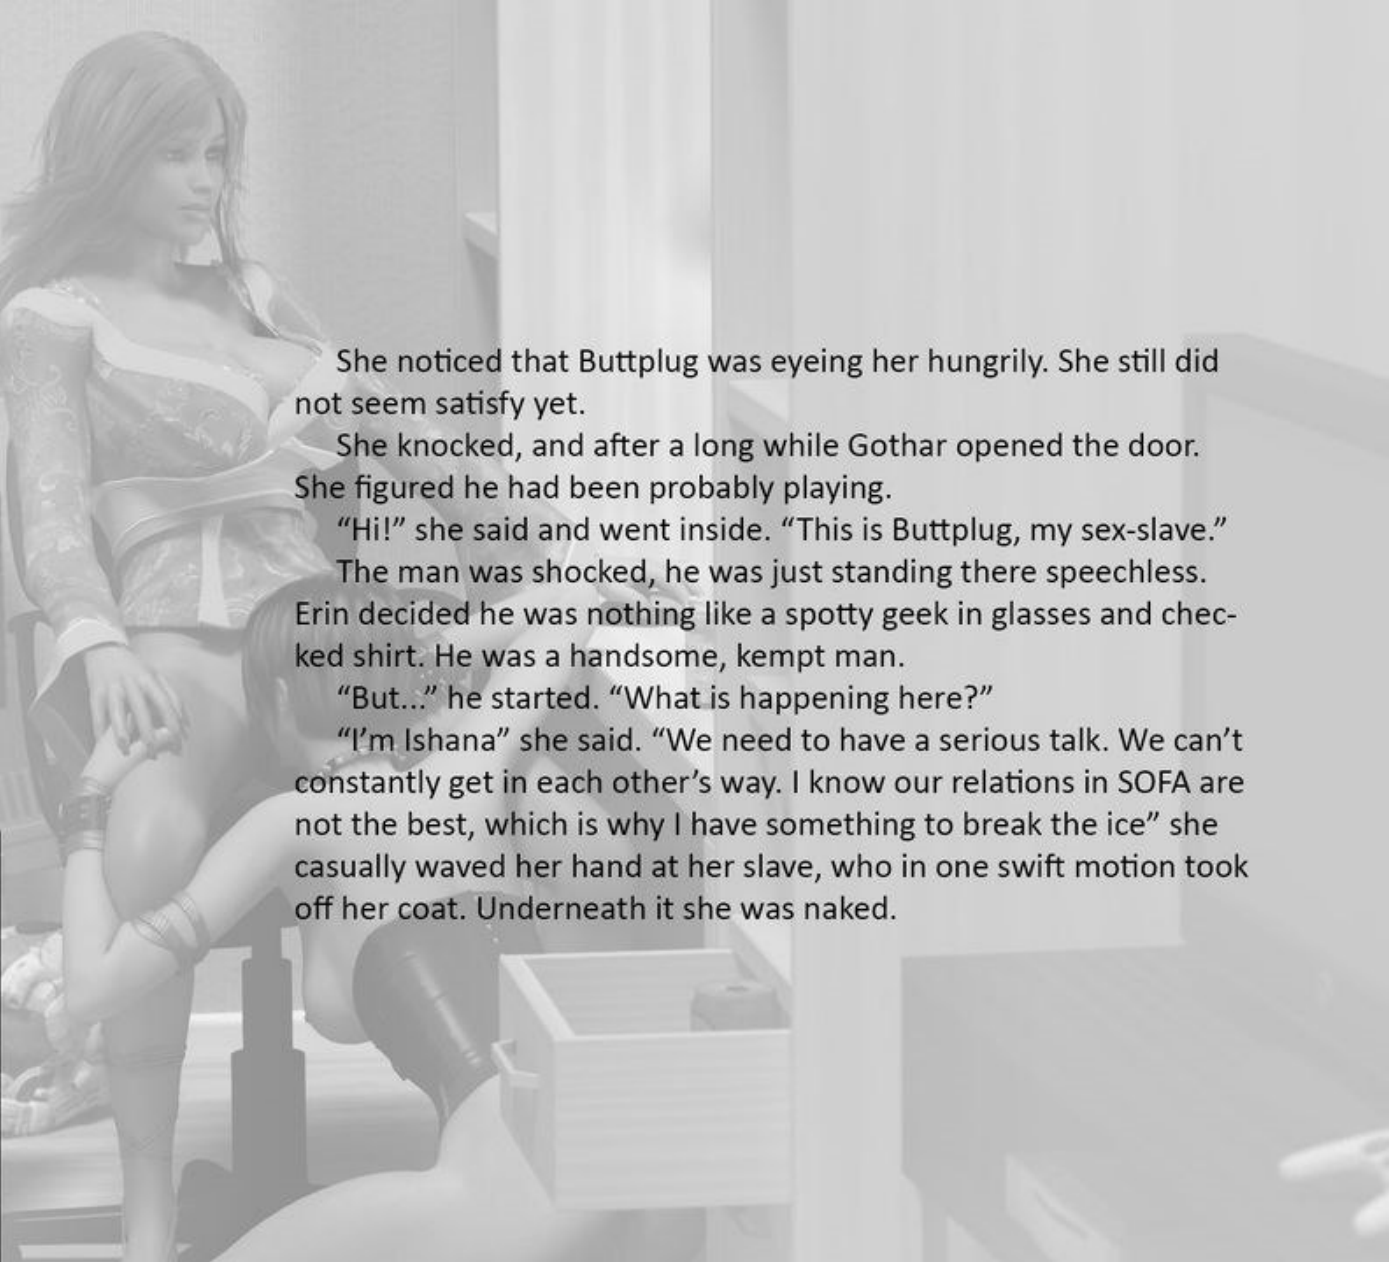 She noticed that Buttplug was eyeing her hungrily. She still did
not seem satisfy yet.
She knocked, and after a long while Gothar opened the door.
She figured he had been probably playing.
“Hi!” she said and went inside. “This is Buttplug, my sex-slave.”
The man was shocked, he was just standing there speechless.
Erin decided he was nothing like a spotty geek in glasses and chec-
ked shirt. He was a handsome, kempt man.
“But...” he started. “What is happening here?”
“I’m Ishana” she said. “We need to have a serious talk. We can’t
constantly get in each other’s way. I know our relations in SOFA are
not the best, which is why I have something to break the ice” she
casually waved her hand at her slave, who in one swift motion took
off her coat. Underneath it she was naked.